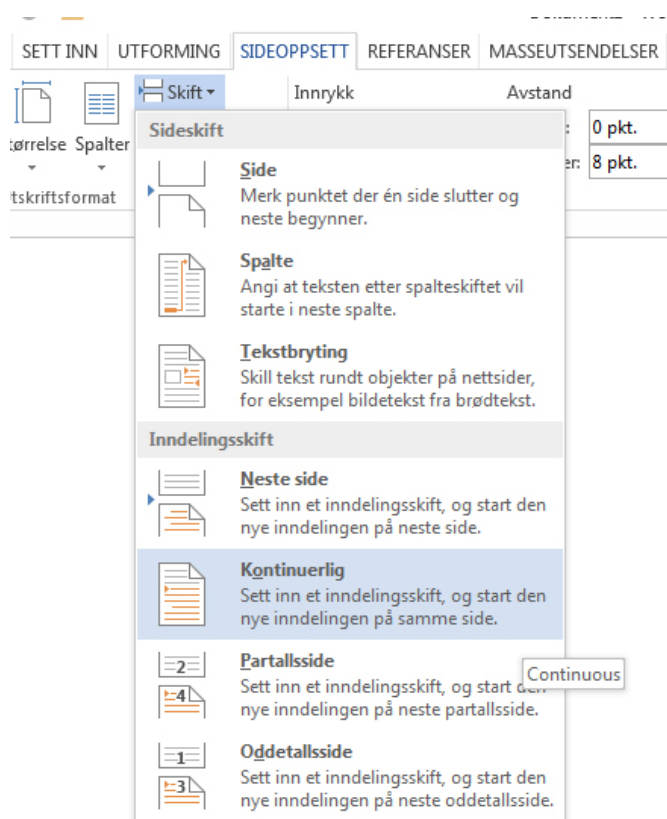 SETT INN UTFORMING SIDEOPPSETT REFERANSER MASSEUTSENDELSER
Skift Innrykk Avstand
0 pkt.
Spalter 8 pkt.
Sideskift
Side
Merk punktet der én side slutter og
neste begynner.
Spalte
Angi at teksten etter spalteskiftet vil
starte i neste spalte.
Tekstbryting
Skill tekst rundt objekter på nettsider,
for eksempel bildetekst fra brødtekst.
Inndelingsskift
Neste side
Sett inn et inndelingsskift, og start den
nye inndelingen på neste side.
Kontinuerlig
Sett inn et inndelingsskift, og start den
nye inndelingen på samme side.
Continuous
2
4
Partallsside
Sett inn et inndelingsskift, og start
nye inndelingen på neste partallsside.
1
3
Oddetallsside
Sett inn et inndelingsskift, og start den
nye inndelingen på neste oddetallsside.